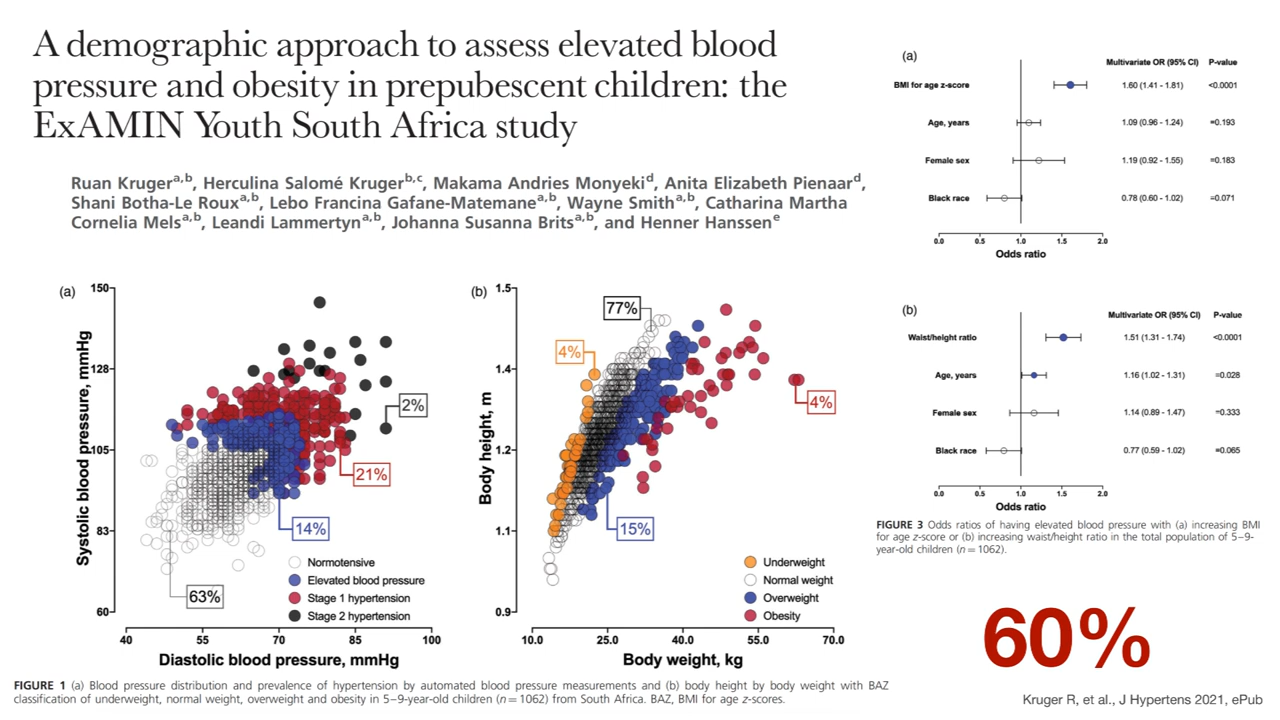 A demographic approach to assess elevated blood
pressure and obesity in prepubescent children: the
ExAMIN Youth South Africa study
Ruan Kruger^a,b, Herculina Salomé Kruger^b,c, Makama Andries Monyeki^d, Anita Elizabeth Pienaar^d,
Shani Botha-Le Roux^a,b, Lebo Francina Gafane-Matemane^a,b, Wayne Smith^a,b, Catharina Martha
Cornelia Mels^a,b, Leandi Lammertyn^a,b, Johanna Susanna Brits^a,b, and Henner Hanssen^e
(a)
150
128
105
83
60
Systolic blood pressure, mmHg
2%
21%
14%
63%
Normotensive
Elevated blood pressure
Stage 1 hypertension
Stage 2 hypertension
40 55 70 85 100
Diastolic blood pressure, mmHg
(b)
1.5
1.4
1.2
1.1
0.9
Body height, m
77%
4%
4%
15%
Underweight
Normal weight
Overweight
Obesity
10.0 25.0 40.0 55.0 70.0
Body weight, kg
FIGURE 1 (a) Blood pressure distribution and prevalence of hypertension by automated blood pressure measurements and (b) body height by body weight with BAZ
classification of underweight, normal weight, overweight and obesity in 5–9-year-old children (n = 1062) from South Africa. BAZ, BMI for age z-scores.
(a)
Multivariate OR (95% CI) P-value
BMI for age z-score 1.60 (1.41 - 1.81) <0.0001
Age, years 1.09 (0.96 - 1.24) =0.193
Female sex 1.19 (0.92 - 1.55) =0.183
Black race 0.78 (0.60 - 1.02) =0.071
0.0 0.5 1.0 1.5 2.0
Odds ratio
(b)
Multivariate OR (95% CI) P-value
Waist/height ratio 1.51 (1.31 - 1.74) <0.0001
Age, years 1.16 (1.02 - 1.31) =0.028
Female sex 1.14 (0.89 - 1.47) =0.333
Black race 0.77 (0.59 - 1.02) =0.065
0.0 0.5 1.0 1.5 2.0
Odds ratio
FIGURE 3 Odds ratios of having elevated blood pressure with (a) increasing BMI
for age z-score or (b) increasing waist/height ratio in the total population of 5–9-
year-old children (n = 1062).
60%
Kruger R, et al., J Hypertens 2021, ePub